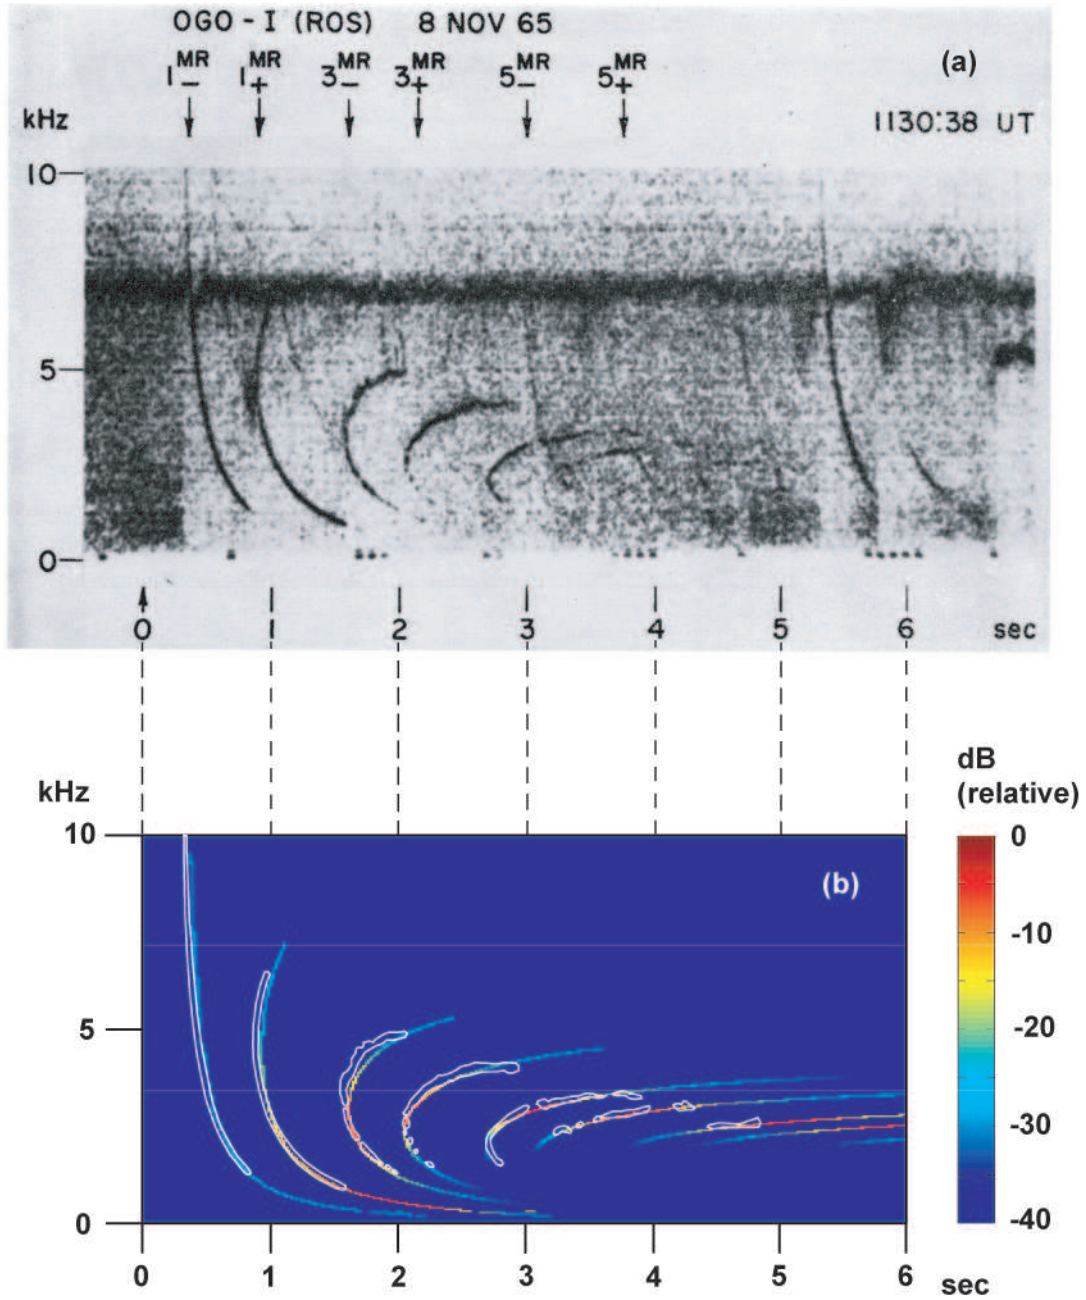 OGO - I (ROS) 8 NOV 65
1-MR 1+MR 3-MR 3+MR 5-MR 5+MR
(a)
kHz
1130:38 UT
10
5
0
0 1 2 3 4 5 6 sec
kHz
dB
(relative)
10
5
0
(b)
0
-10
-20
-30
-40
0 1 2 3 4 5 6 sec